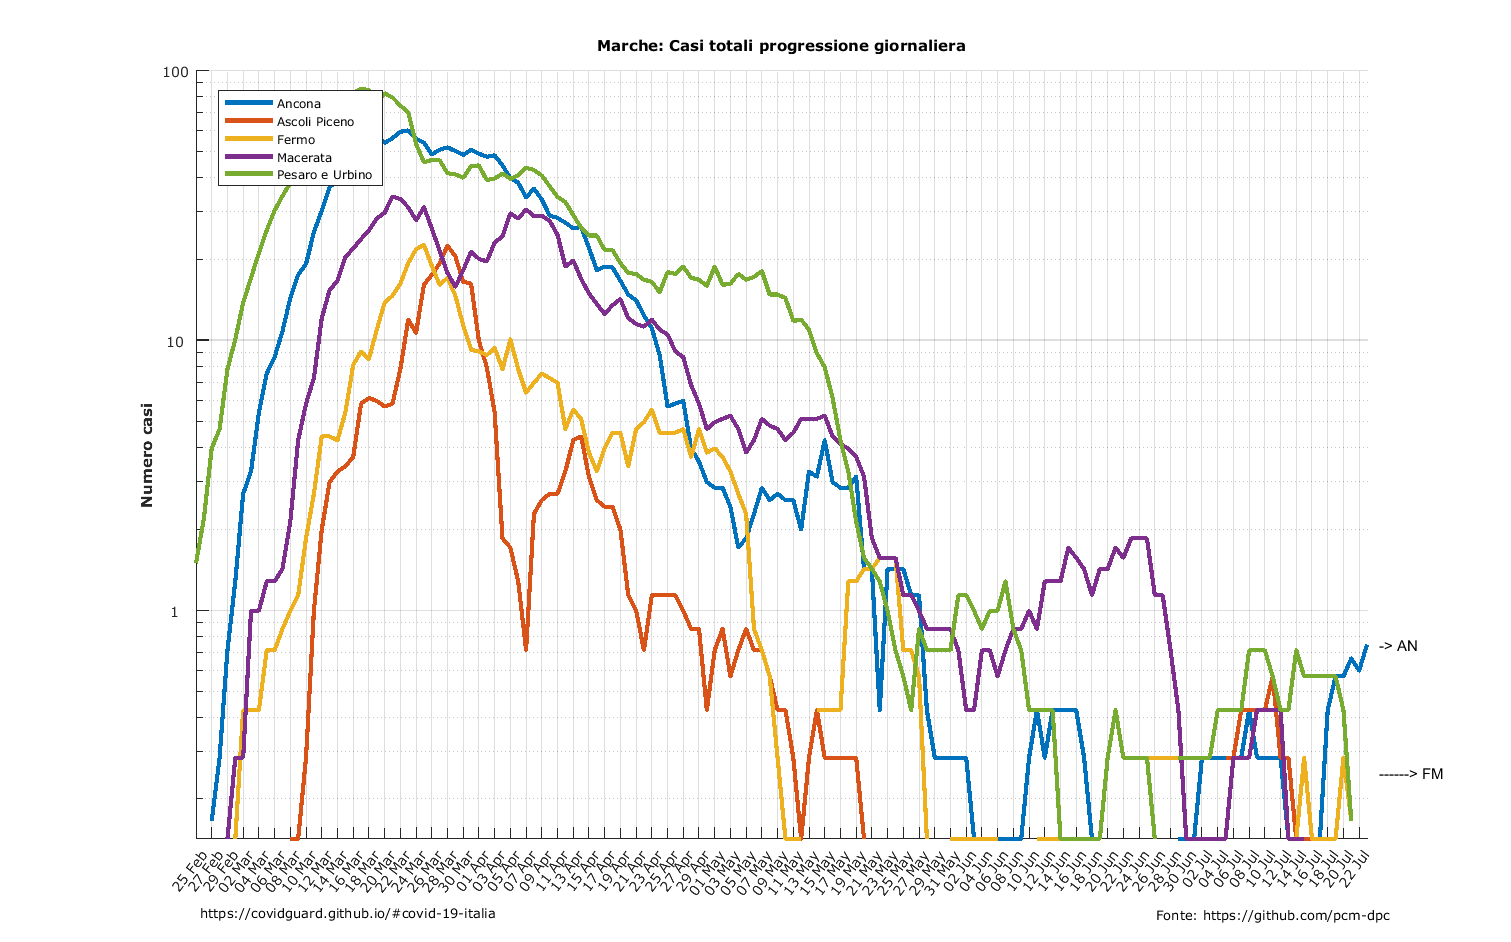 Marche: Casi totali progressione giornaliera
100
10
1
Numero casi
Ancona
Ascoli Piceno
Fermo
Macerata
Pesaro e Urbino
-> AN
------> FM
25 Feb
27 Feb
29 Feb
02 Mar
04 Mar
06 Mar
08 Mar
10 Mar
12 Mar
14 Mar
16 Mar
18 Mar
20 Mar
22 Mar
24 Mar
26 Mar
28 Mar
30 Mar
01 Apr
03 Apr
05 Apr
07 Apr
09 Apr
11 Apr
13 Apr
15 Apr
17 Apr
19 Apr
21 Apr
23 Apr
25 Apr
27 Apr
29 Apr
01 May
03 May
05 May
07 May
09 May
11 May
13 May
15 May
17 May
19 May
21 May
23 May
25 May
27 May
29 May
31 May
02 Jun
04 Jun
06 Jun
08 Jun
10 Jun
12 Jun
14 Jun
16 Jun
18 Jun
20 Jun
22 Jun
24 Jun
26 Jun
28 Jun
30 Jun
02 Jul
04 Jul
06 Jul
08 Jul
10 Jul
12 Jul
14 Jul
16 Jul
18 Jul
20 Jul
22 Jul
https://covidguard.github.io/#covid-19-italia
Fonte: https://github.com/pcm-dpc